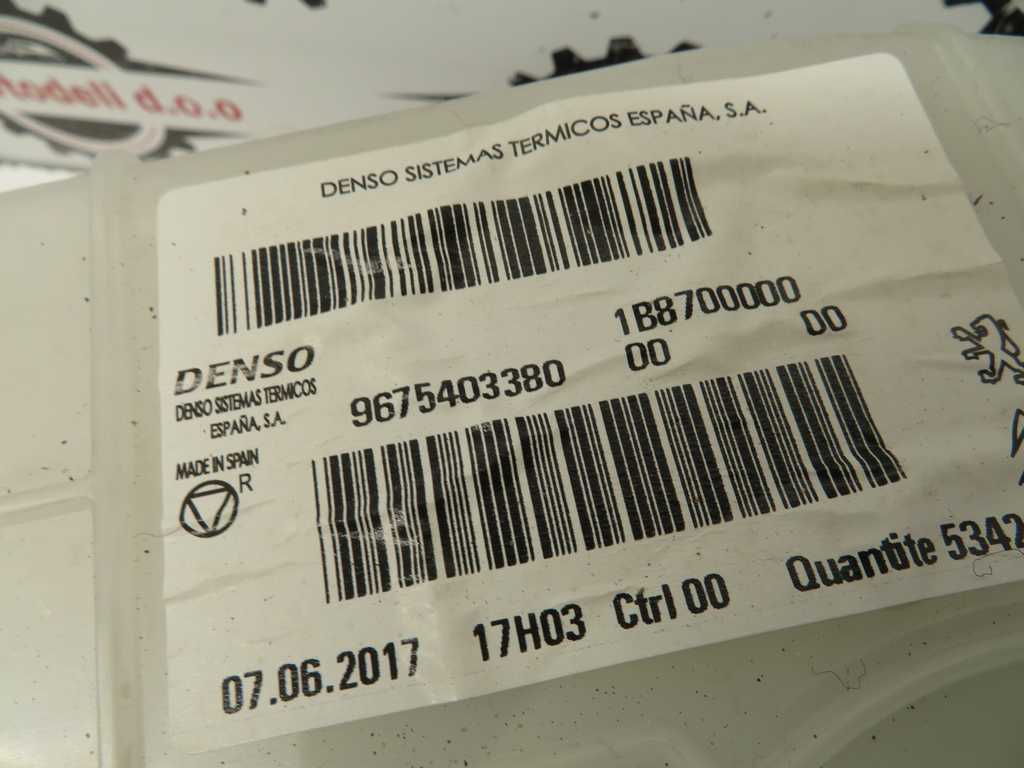 d.o.o
DENSO SISTEMAS TERMICOS ESPAÑA, S.A.
1B8700000
DENSO
9675403380
00
00
DENSO SISTEMAS TERMICOS
ESPAÑA, S.A.
MADE IN SPAIN
R
07.06.2017
17H03
Ctrl 00
Quantite 5342